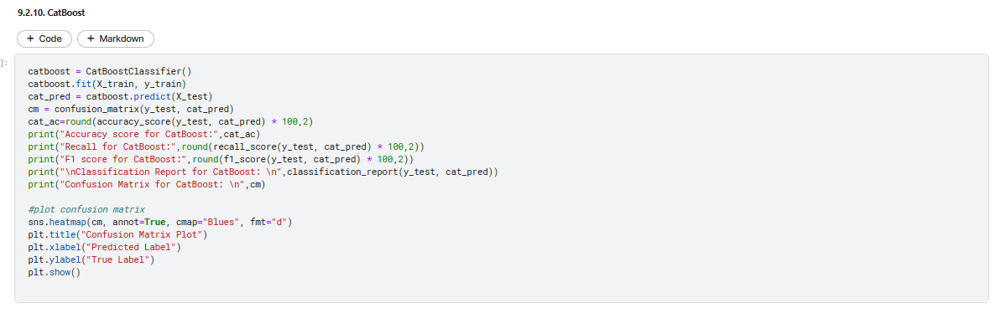 9.2.10. CatBoost
+ Code + Markdown
]:
catboost = CatBoostClassifier()
catboost.fit(X_train, y_train)
cat_pred = catboost.predict(X_test)
cm = confusion_matrix(y_test, cat_pred)
cat_ac=round(accuracy_score(y_test, cat_pred) * 100,2)
print("Accuracy score for CatBoost:",cat_ac)
print("Recall for CatBoost:",round(recall_score(y_test, cat_pred) * 100,2))
print("F1 score for CatBoost:",round(f1_score(y_test, cat_pred) * 100,2))
print("\nClassification Report for CatBoost: \n",classification_report(y_test, cat_pred))
print("Confusion Matrix for CatBoost: \n",cm)
#plot confusion matrix
sns.heatmap(cm, annot=True, cmap="Blues", fmt="d")
plt.title("Confusion Matrix Plot")
plt.xlabel("Predicted Label")
plt.ylabel("True Label")
plt.show()